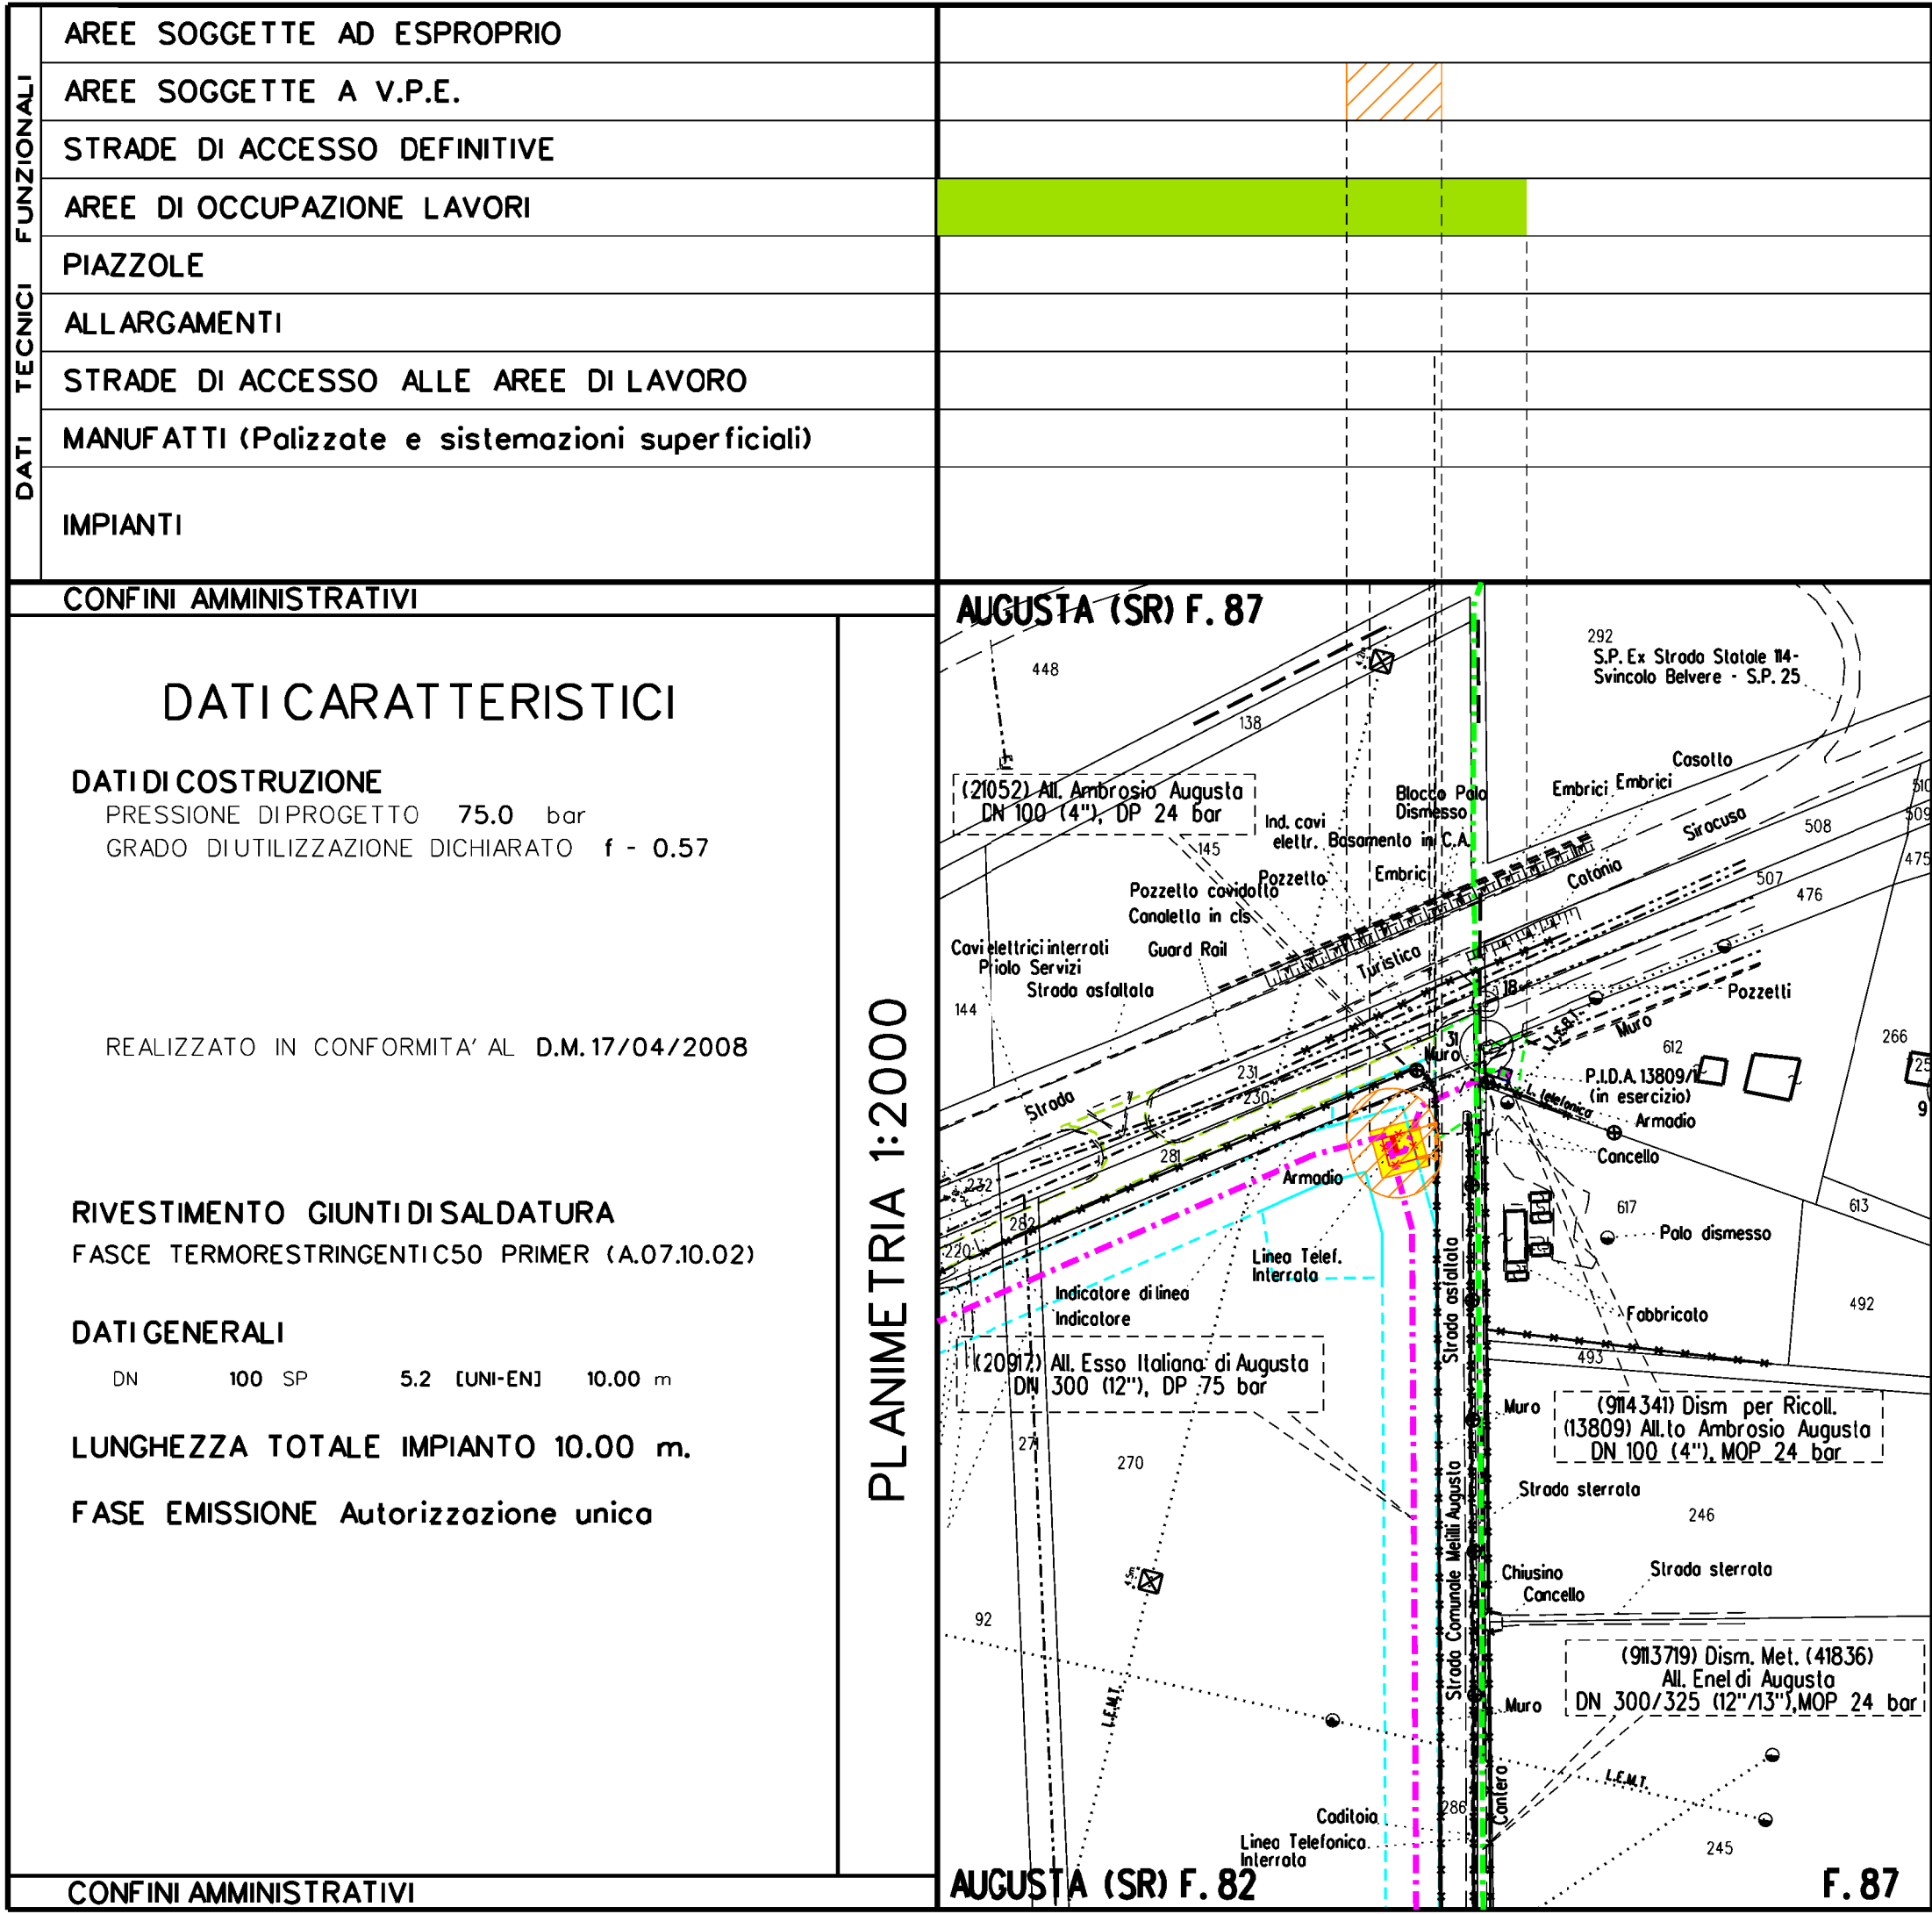 DATI TECNICI FUNZIONALI
AREE SOGGETTE AD ESPROPRIO
AREE SOGGETTE A V.P.E.
STRADE DI ACCESSO DEFINITIVE
AREE DI OCCUPAZIONE LAVORI
PIAZZOLE
ALLARGAMENTI
STRADE DI ACCESSO ALLE AREE DI LAVORO
MANUFATTI (Palizzate e sistemazioni superficiali)
IMPIANTI
CONFINI AMMINISTRATIVI
DATI CARATTERISTICI
DATI DI COSTRUZIONE
PRESSIONE DI PROGETTO 75.0 bar
GRADO DI UTILIZZAZIONE DICHIARATO f - 0.57
REALIZZATO IN CONFORMITA' AL D.M. 17/04/2008
RIVESTIMENTO GIUNTI DI SALDATURA
FASCE TERMORESTRINGENTI C50 PRIMER (A.07.10.02)
DATI GENERALI
DN 100 SP 5.2 [UNI-EN] 10.00 m
LUNGHEZZA TOTALE IMPIANTO 10.00 m.
FASE EMISSIONE Autorizzazione unica
CONFINI AMMINISTRATIVI
PLANIMETRIA 1:2000
AUGUSTA (SR) F. 87
448
138
292
S.P. Ex Strada Statale 114-
Svincolo Belvere - S.P. 25
(21052) All. Ambrosio Augusta
DN 100 (4"), DP 24 bar
Casotto
Blocco Palo
Dismesso
Embrici
Embrici
510
509
475
Ind. cavi
elettr.
Basamento in C.A.
Siracusa
508
145
Pozzetto
Embrici
Catania
507
476
Pozzetto cavidotto
Canaletta in cls
Cavi elettrici interrati
Priolo Servizi
Guard Rail
Turistica
Strada asfaltata
18
Pozzetti
144
31
Muro
Muro
612
266
231
230
P.I.D.A. 13809/1
(in esercizio)
L. telefonica
Armadio
Strada
281
Cancello
Armadio
232
282
220
617
613
Palo dismesso
Linea Telef.
Interrata
Strada asfaltata
Indicatore di linea
Indicatore
Fabbricato
492
(20917) All. Esso Italiana di Augusta
DN 300 (12"), DP 75 bar
493
Muro
(9114341) Dism per Ricoll.
(13809) All.to Ambrosio Augusta
DN 100 (4"), MOP 24 bar
271
270
Strada sterrata
246
Strada Comunale Melilli Augusta
Chiusino
Cancello
Strada sterrata
92
(9113719) Dism. Met. (41836)
All. Enel di Augusta
DN 300/325 (12"/13"),MOP 24 bar
L.E.M.T.
Muro
L.E.M.T.
286
Caditoia
Linea Telefonica
Interrata
245
AUGUSTA (SR) F. 82
F. 87